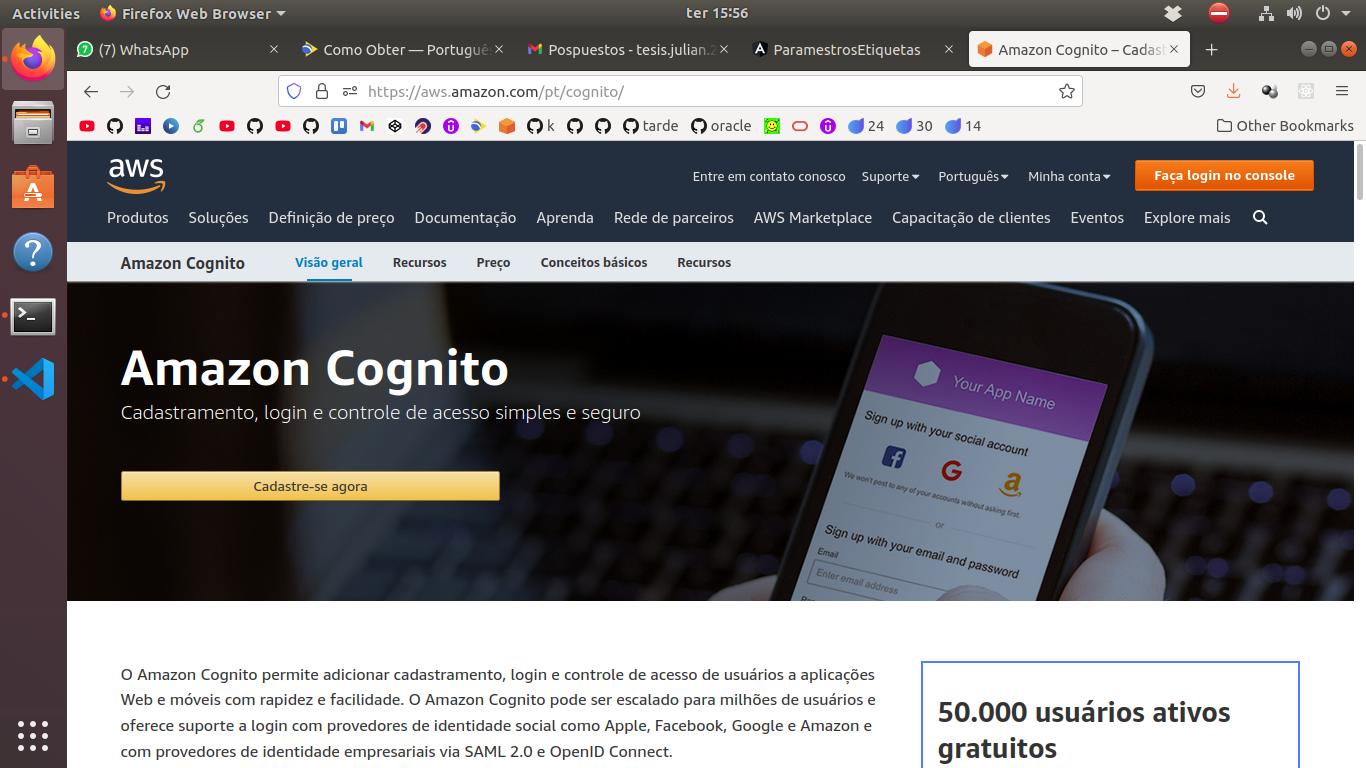 Activities
Firefox Web Browser
ter 15:56
(7) WhatsApp
Como Obter — Portuguê
Pospuestos - tesis.julian.2
ParamestrosEtiquetas
Amazon Cognito – Cadast
https://aws.amazon.com/pt/cognito/
k
tarde
oracle
24
30
14
Other Bookmarks
aws
Entre em contato conosco
Suporte
Português
Minha conta
Faça login no console
Produtos
Soluções
Definição de preço
Documentação
Aprenda
Rede de parceiros
AWS Marketplace
Capacitação de clientes
Eventos
Explore mais
Amazon Cognito
Visão geral
Recursos
Preço
Conceitos básicos
Recursos
Amazon Cognito
Cadastramento, login e controle de acesso simples e seguro
Cadastre-se agora
Your App Name
Sign up with your social account
We won't post to any of your accounts without asking first.
or
Sign up with your email and password
Email
Enter email address
O Amazon Cognito permite adicionar cadastramento, login e controle de acesso de usuários a aplicações
Web e móveis com rapidez e facilidade. O Amazon Cognito pode ser escalado para milhões de usuários e
oferece suporte a login com provedores de identidade social como Apple, Facebook, Google e Amazon e
com provedores de identidade empresariais via SAML 2.0 e OpenID Connect.
50.000 usuários ativos
gratuitos